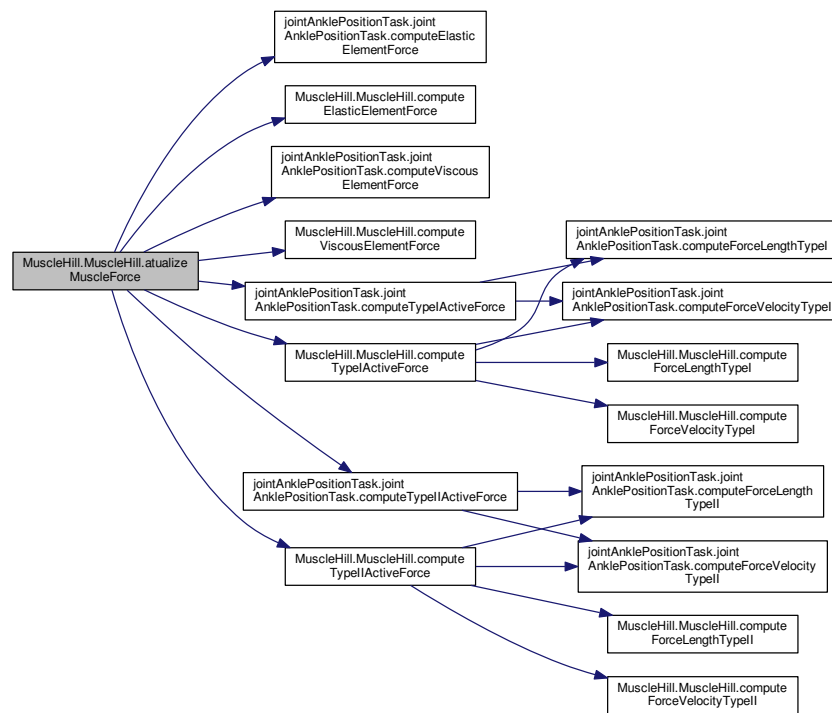 jointAnklePositionTask.joint
AnklePositionTask.computeElastic
ElementForce
MuscleHill.MuscleHill.compute
ElasticElementForce
jointAnklePositionTask.joint
AnklePositionTask.computeViscous
ElementForce
MuscleHill.MuscleHill.compute
ViscousElementForce
MuscleHill.MuscleHill.atualize
MuscleForce
jointAnklePositionTask.joint
AnklePositionTask.computeTypeIActiveForce
MuscleHill.MuscleHill.compute
TypeIActiveForce
jointAnklePositionTask.joint
AnklePositionTask.computeTypeIIActiveForce
MuscleHill.MuscleHill.compute
TypeIIActiveForce
jointAnklePositionTask.joint
AnklePositionTask.computeForceLengthTypeI
jointAnklePositionTask.joint
AnklePositionTask.computeForceVelocityTypeI
MuscleHill.MuscleHill.compute
ForceLengthTypeI
MuscleHill.MuscleHill.compute
ForceVelocityTypeI
jointAnklePositionTask.joint
AnklePositionTask.computeForceLength
TypeII
jointAnklePositionTask.joint
AnklePositionTask.computeForceVelocity
TypeII
MuscleHill.MuscleHill.compute
ForceLengthTypeII
MuscleHill.MuscleHill.compute
ForceVelocityTypeII